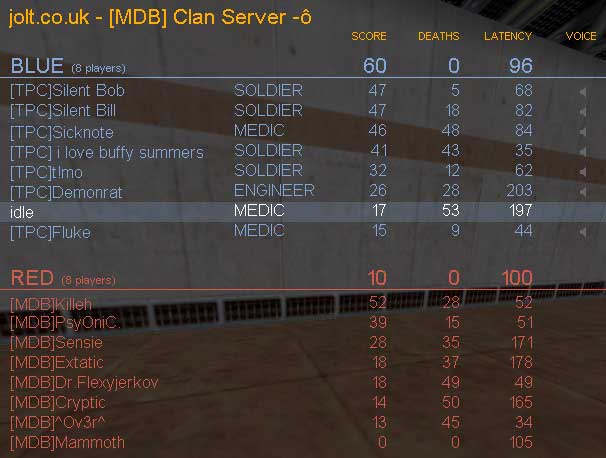 jolt.co.uk - [MDB] Clan Server -ô
SCORE DEATHS LATENCY VOICE
BLUE (8 players) 60 0 96
[TPC]Silent Bob SOLDIER 47 5 68
[TPC]Silent Bill SOLDIER 47 18 82
[TPC]Sicknote MEDIC 46 48 84
[TPC] i love buffy summers SOLDIER 41 43 35
[TPC]t!mo SOLDIER 32 12 62
[TPC]Demonrat ENGINEER 26 28 203
idle MEDIC 17 53 197
[TPC]Fluke MEDIC 15 9 44
RED (8 players) 10 0 100
[MDB]Killeh 52 28 52
[MDB]PsyOniC. 39 15 51
[MDB]Sensie 28 35 171
[MDB]Extatic 18 37 178
[MDB]Dr.Flexyjerkov 18 49 49
[MDB]Cryptic 14 50 165
[MDB]^Ov3r^ 13 45 34
[MDB]Mammoth 0 0 105